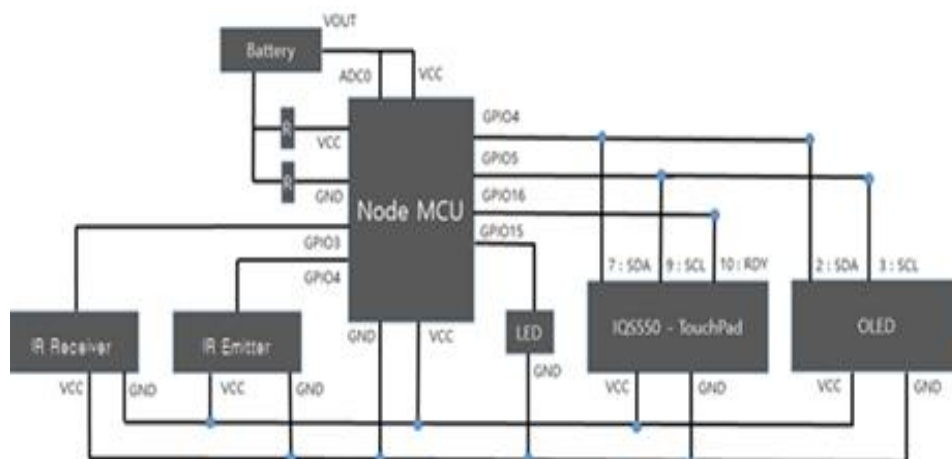 VOUT
Battery
ADC0
VCC
GPIO4
R
VCC
GPIO5
R
GND
GPIO16
Node MCU
GPIO15
GPIO3
GPIO4
7 : SDA
9 : SCL
10 : RDY
2 : SDA
3 : SCL
IR Receiver
IR Emitter
GND
VCC
LED
IQS550 - TouchPad
OLED
VCC
GND
VCC
GND
GND
VCC
GND
VCC
GND